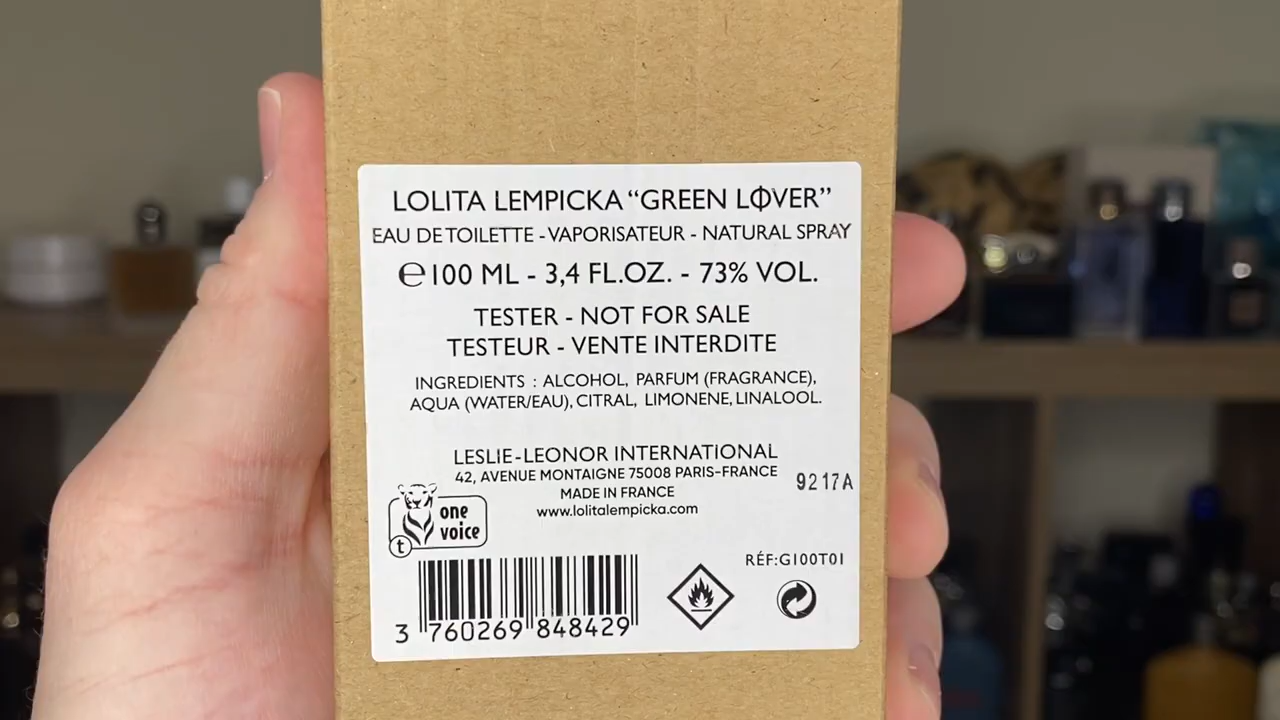 LOLITA LEMPICKA “GREEN LØVER”
EAU DE TOILETTE - VAPORISATEUR - NATURAL SPRAY
℮100 ML - 3,4 FL.OZ. - 73% VOL.
TESTER - NOT FOR SALE
TESTEUR - VENTE INTERDITE
INGREDIENTS : ALCOHOL, PARFUM (FRAGRANCE),
AQUA (WATER/EAU), CITRAL, LIMONENE, LINALOOL.
LESLIE-LEONOR INTERNATIONAL
42, AVENUE MONTAIGNE 75008 PARIS-FRANCE
MADE IN FRANCE
www.lolitalempicka.com
9217A
one
voice
t
RÉF:G100T01
3 760269 848429